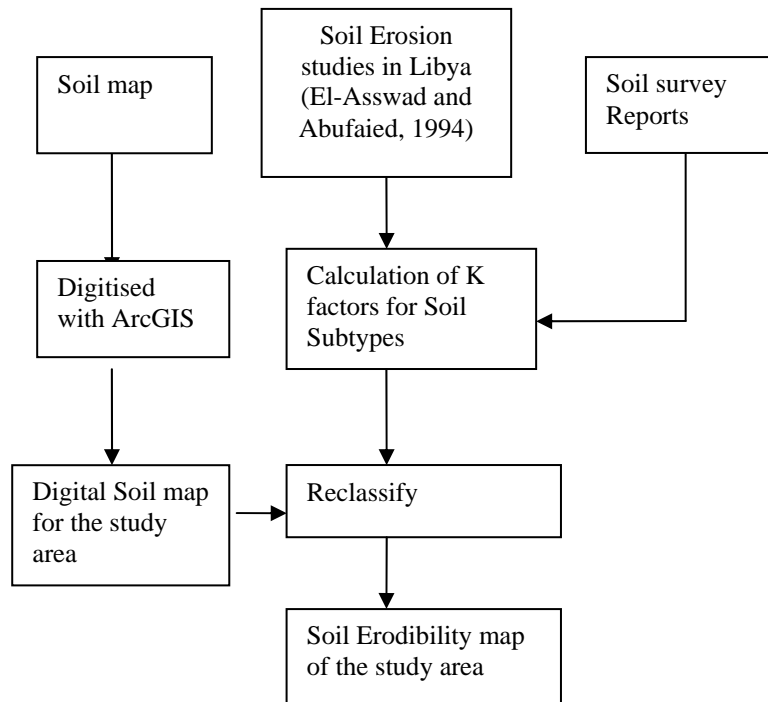 Soil map
Soil Erosion
studies in Libya
(El-Asswad and
Abufaied, 1994)
Soil survey
Reports
Digitised
with ArcGIS
Calculation of K
factors for Soil
Subtypes
Digital Soil map
for the study
area
Reclassify
Soil Erodibility map
of the study area